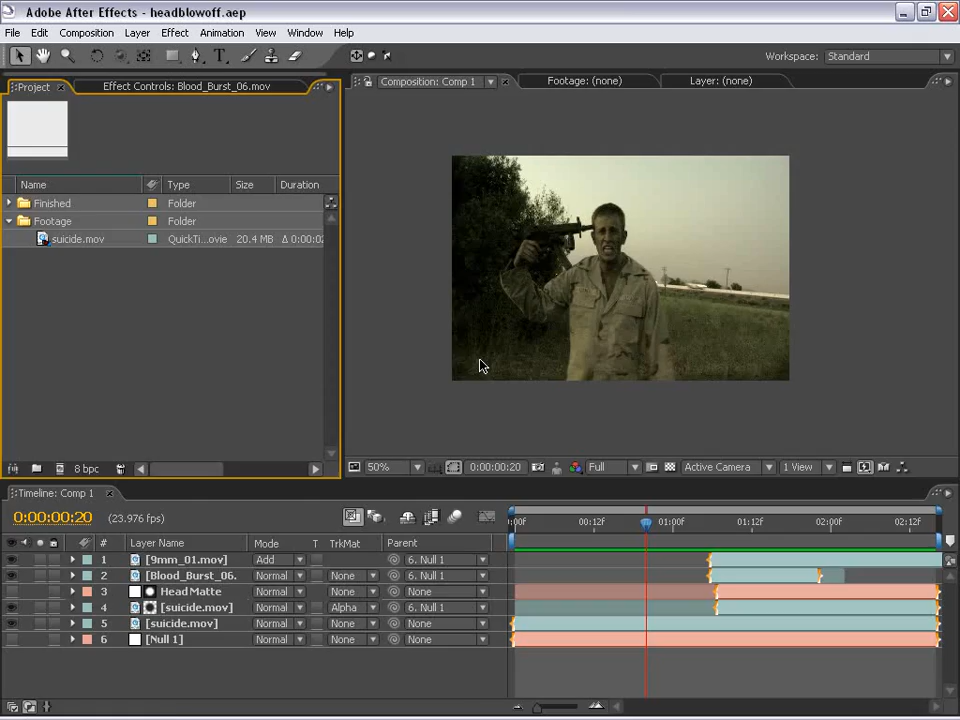 Adobe After Effects - headblowoff.aep
File Edit Composition Layer Effect Animation View Window Help
Workspace: Standard
Project × Effect Controls: Blood_Burst_06.mov
Composition: Comp 1 Footage: (none) Layer: (none)
Name Type Size Duration
Finished Folder
Footage Folder
suicide.mov QuickTi...ovie 20.4 MB Δ 0:00:02
8 bpc
50% 0:00:00:20 Full Active Camera 1 View
Timeline: Comp 1 ×
0:00:00:20 (23.976 fps)
:00f 00:12f 01:00f 01:12f 02:00f 02:12f
# Layer Name Mode T TrkMat Parent
1 [9mm_01.mov] Add 6. Null 1
2 [Blood_Burst_06. Normal None 6. Null 1
3 Head Matte Normal None None
4 [suicide.mov] Normal Alpha 6. Null 1
5 [suicide.mov] Normal None None
6 [Null 1] Normal None None